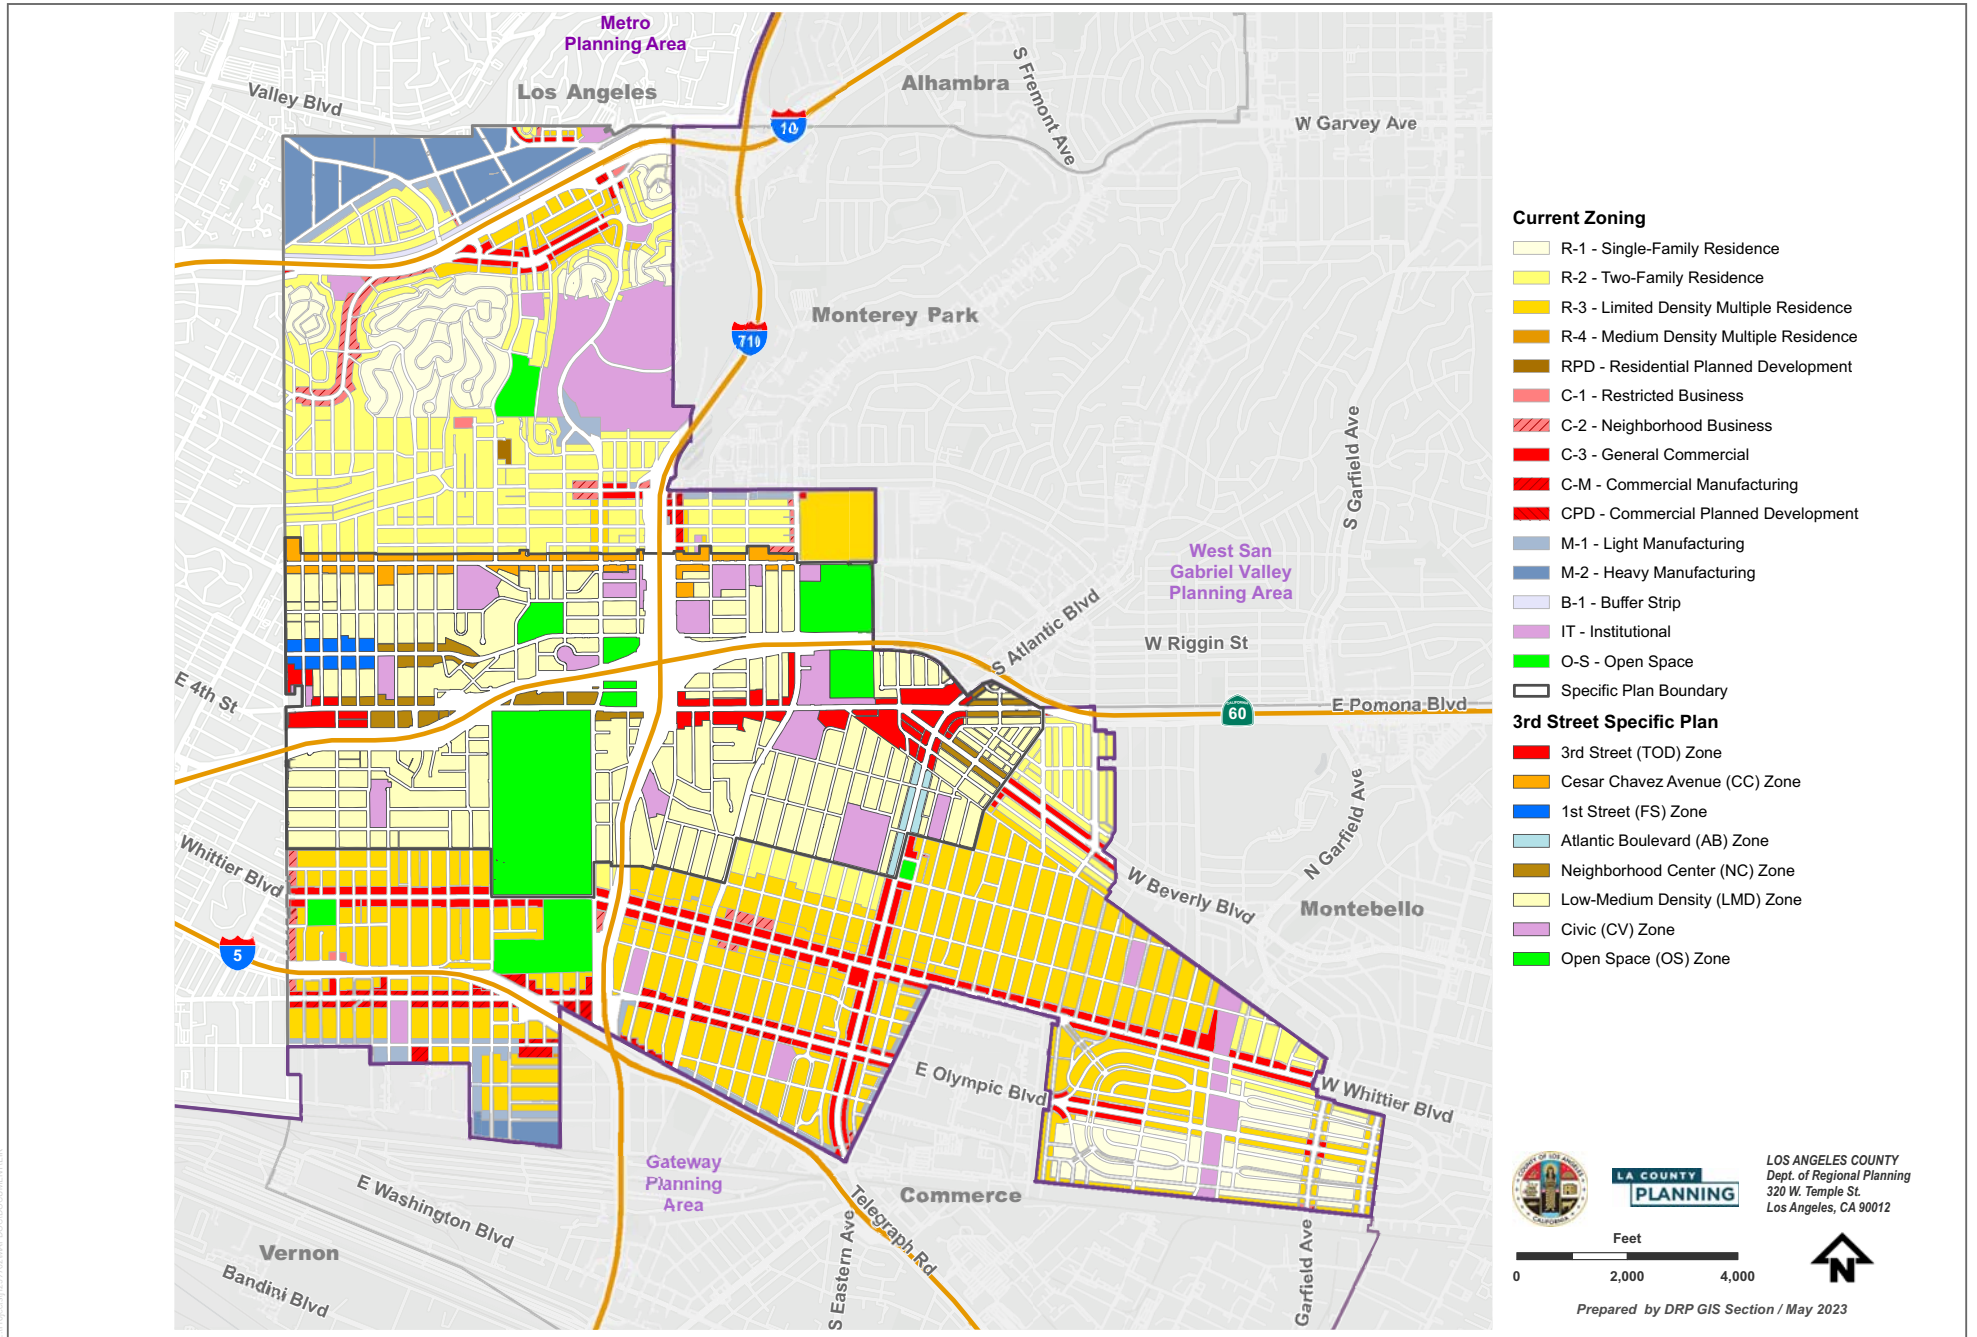 Metro
Planning Area
Los Angeles
Valley Blvd
Alhambra
S Fremont Ave
W Garvey Ave
10
Monterey Park
710
S Garfield Ave
West San
Gabriel Valley
Planning Area
S Atlantic Blvd
W Riggin St
E 4th St
CALIFORNIA
60
E Pomona Blvd
N Garfield Ave
Whittier Blvd
W Beverly Blvd
Montebello
5
E Olympic Blvd
W Whittier Blvd
Gateway
Planning
Area
E Washington Blvd
Commerce
Telegraph Rd
S Eastern Ave
Garfield Ave
Vernon
Bandini Blvd
Current Zoning
R-1 - Single-Family Residence
R-2 - Two-Family Residence
R-3 - Limited Density Multiple Residence
R-4 - Medium Density Multiple Residence
RPD - Residential Planned Development
C-1 - Restricted Business
C-2 - Neighborhood Business
C-3 - General Commercial
C-M - Commercial Manufacturing
CPD - Commercial Planned Development
M-1 - Light Manufacturing
M-2 - Heavy Manufacturing
B-1 - Buffer Strip
IT - Institutional
O-S - Open Space
Specific Plan Boundary
3rd Street Specific Plan
3rd Street (TOD) Zone
Cesar Chavez Avenue (CC) Zone
1st Street (FS) Zone
Atlantic Boulevard (AB) Zone
Neighborhood Center (NC) Zone
Low-Medium Density (LMD) Zone
Civic (CV) Zone
Open Space (OS) Zone
COUNTY OF LOS ANGELES
CALIFORNIA
LA COUNTY
PLANNING
LOS ANGELES COUNTY
Dept. of Regional Planning
320 W. Temple St.
Los Angeles, CA 90012
Feet
0 2,000 4,000
N
Prepared by DRP GIS Section / May 2023